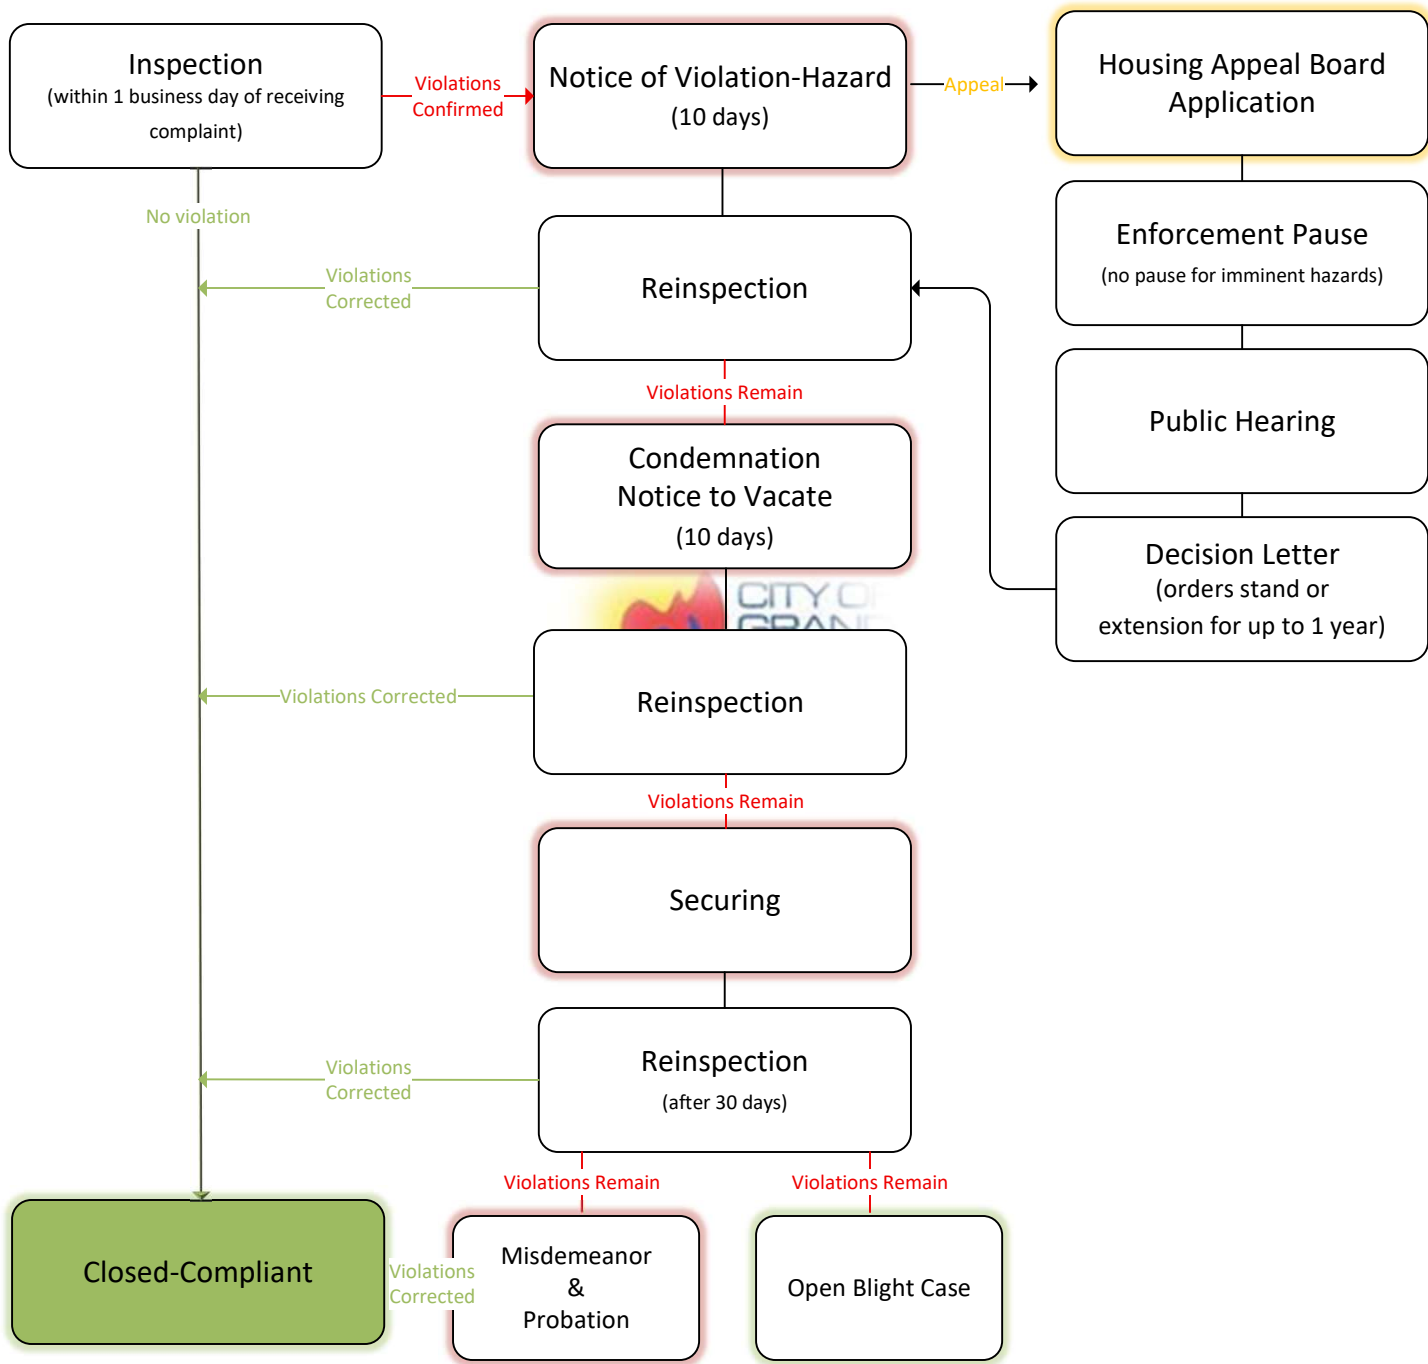 Inspection
(within 1 business day of receiving
complaint)
Violations
Confirmed
Notice of Violation-Hazard
(10 days)
Appeal
Housing Appeal Board
Application
No violation
Enforcement Pause
(no pause for imminent hazards)
Violations
Corrected
Reinspection
Public Hearing
Violations Remain
Condemnation
Notice to Vacate
(10 days)
Decision Letter
(orders stand or
extension for up to 1 year)
CITY O
GRAN
Violations Corrected
Reinspection
Violations Remain
Securing
Violations
Corrected
Reinspection
(after 30 days)
Violations Remain
Violations Remain
Closed-Compliant
Violations
Corrected
Misdemeanor
&
Probation
Open Blight Case